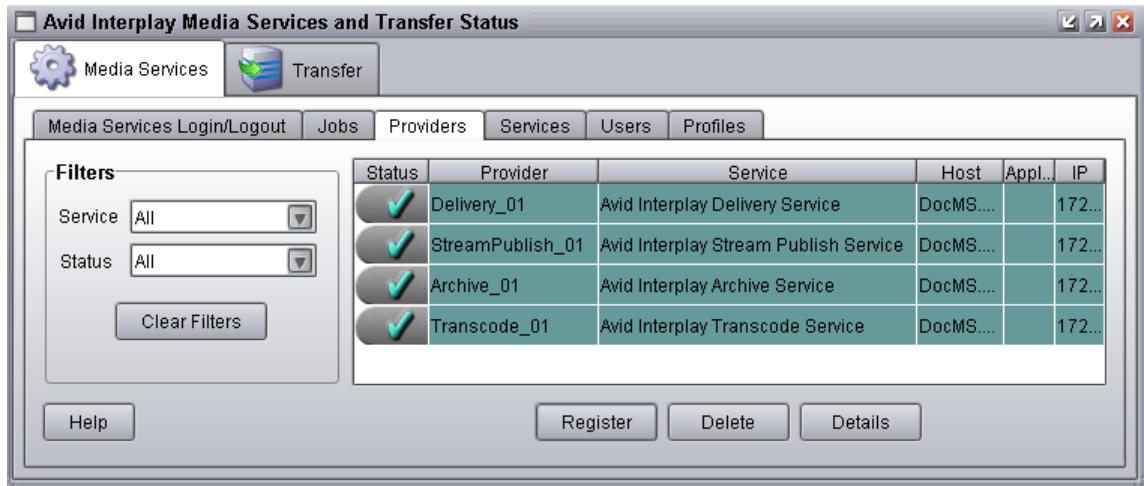 Avid Interplay Media Services and Transfer Status
Media Services Transfer
Media Services Login/Logout Jobs Providers Services Users Profiles
Filters
Service All
Status All
Clear Filters
Status Provider Service Host Appl... IP
Delivery_01 Avid Interplay Delivery Service DocMS.... 172...
StreamPublish_01 Avid Interplay Stream Publish Service DocMS.... 172...
Archive_01 Avid Interplay Archive Service DocMS.... 172...
Transcode_01 Avid Interplay Transcode Service DocMS.... 172...
Help Register Delete Details